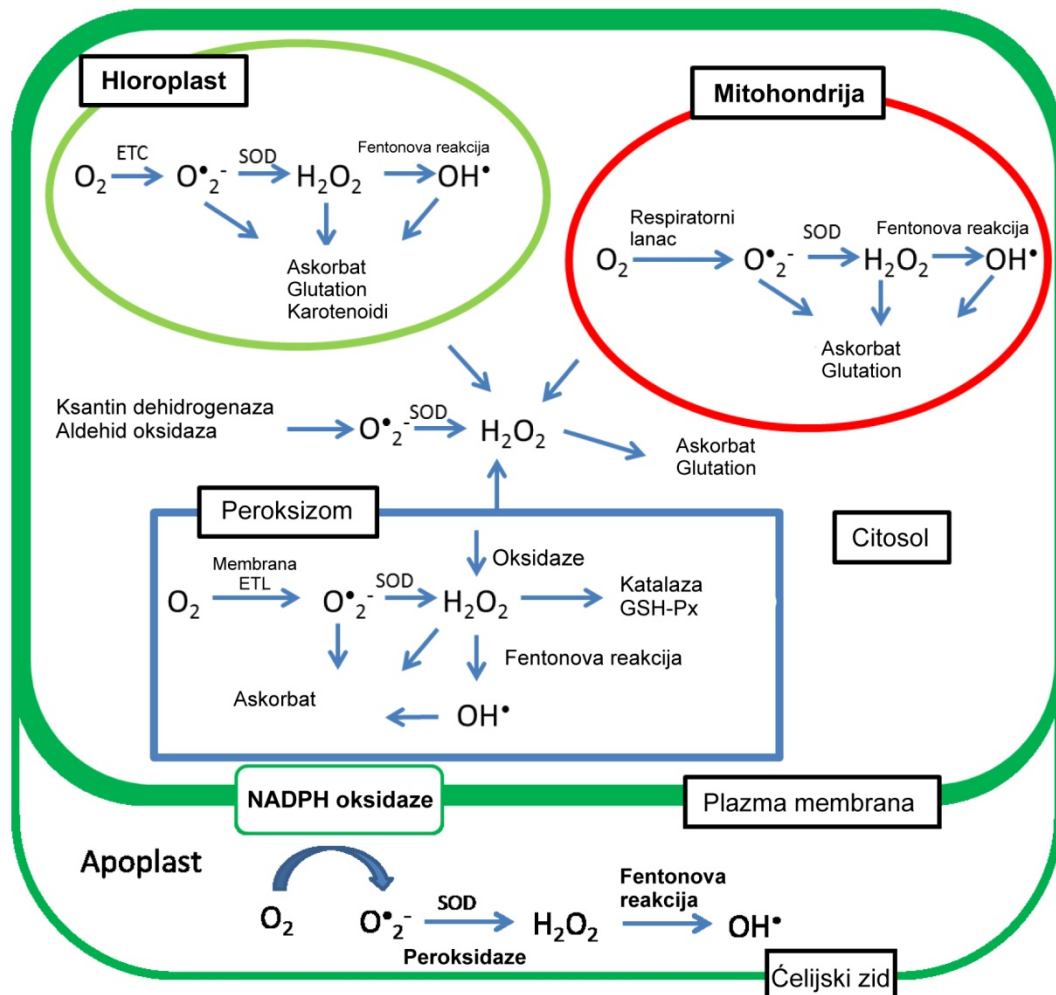 Hloroplast
ETC
SOD
Fentonova reakcija
O₂ O•₂⁻ H₂O₂ OH•
Askorbat
Glutation
Karotenoidi
Mitohondrija
Respiratorni
lanac
SOD
Fentonova reakcija
O₂ O•₂⁻ H₂O₂ OH•
Askorbat
Glutation
Ksantin dehidrogenaza
Aldehid oksidaza
O•₂⁻ SOD H₂O₂
Askorbat
Glutation
Peroksizom
Citosol
Oksidaze
Membrana
ETL
SOD
O₂ O•₂⁻ H₂O₂
Katalaza
GSH-Px
Fentonova reakcija
Askorbat
OH•
NADPH oksidaze
Plazma membrana
Apoplast
Fentonova
reakcija
SOD
O₂ O•₂⁻ H₂O₂ OH•
Peroksidaze
Ćelijski zid